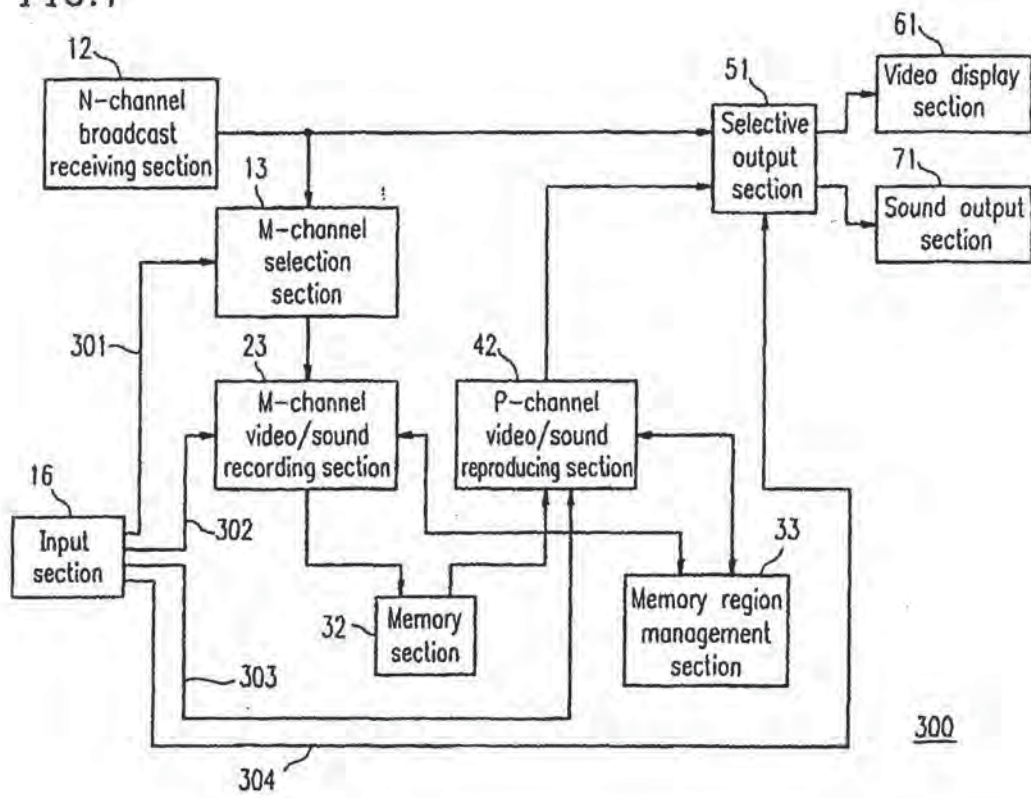 12
N-channel
broadcast
receiving section
13
M-channel
selection
section
51
Selective
output
section
61
Video display
section
71
Sound output
section
301
23
M-channel
video/sound
recording section
42
P-channel
video/sound
reproducing section
16
Input
section
302
32
Memory
section
33
Memory region
management
section
303
304
300